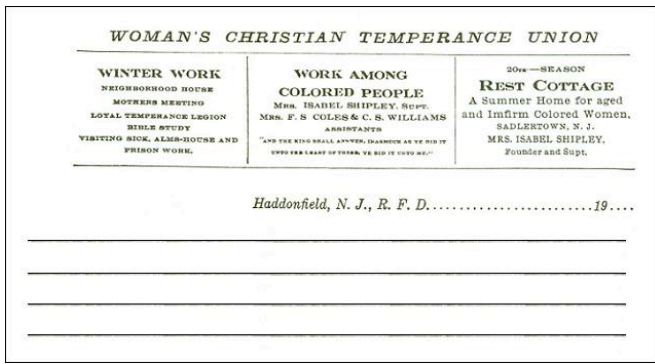 WOMAN'S CHRISTIAN TEMPERANCE UNION
WINTER WORK
NEIGHBORHOOD HOUSE
MOTHERS MEETING
LOYAL TEMPERANCE LEGION
BIBLE STUDY
VISITING SICK, ALMS-HOUSE AND
PRISON WORK.
WORK AMONG
COLORED PEOPLE
MRS. ISABEL SHIPLEY, SUPT.
MRS. F. S COLES & C. S. WILLIAMS
ASSISTANTS
"AND THE KING SHALL ANSWER, INASMUCH AS YE DID IT
UNTO THE LEAST OF THESE, YE DID IT UNTO ME."
20TH—SEASON
REST COTTAGE
A Summer Home for aged
and Imfirm Colored Women,
SADLERTOWN, N. J.
MRS. ISABEL SHIPLEY,
Founder and Supt.
Haddonfield, N. J., R. F. D.........................19....